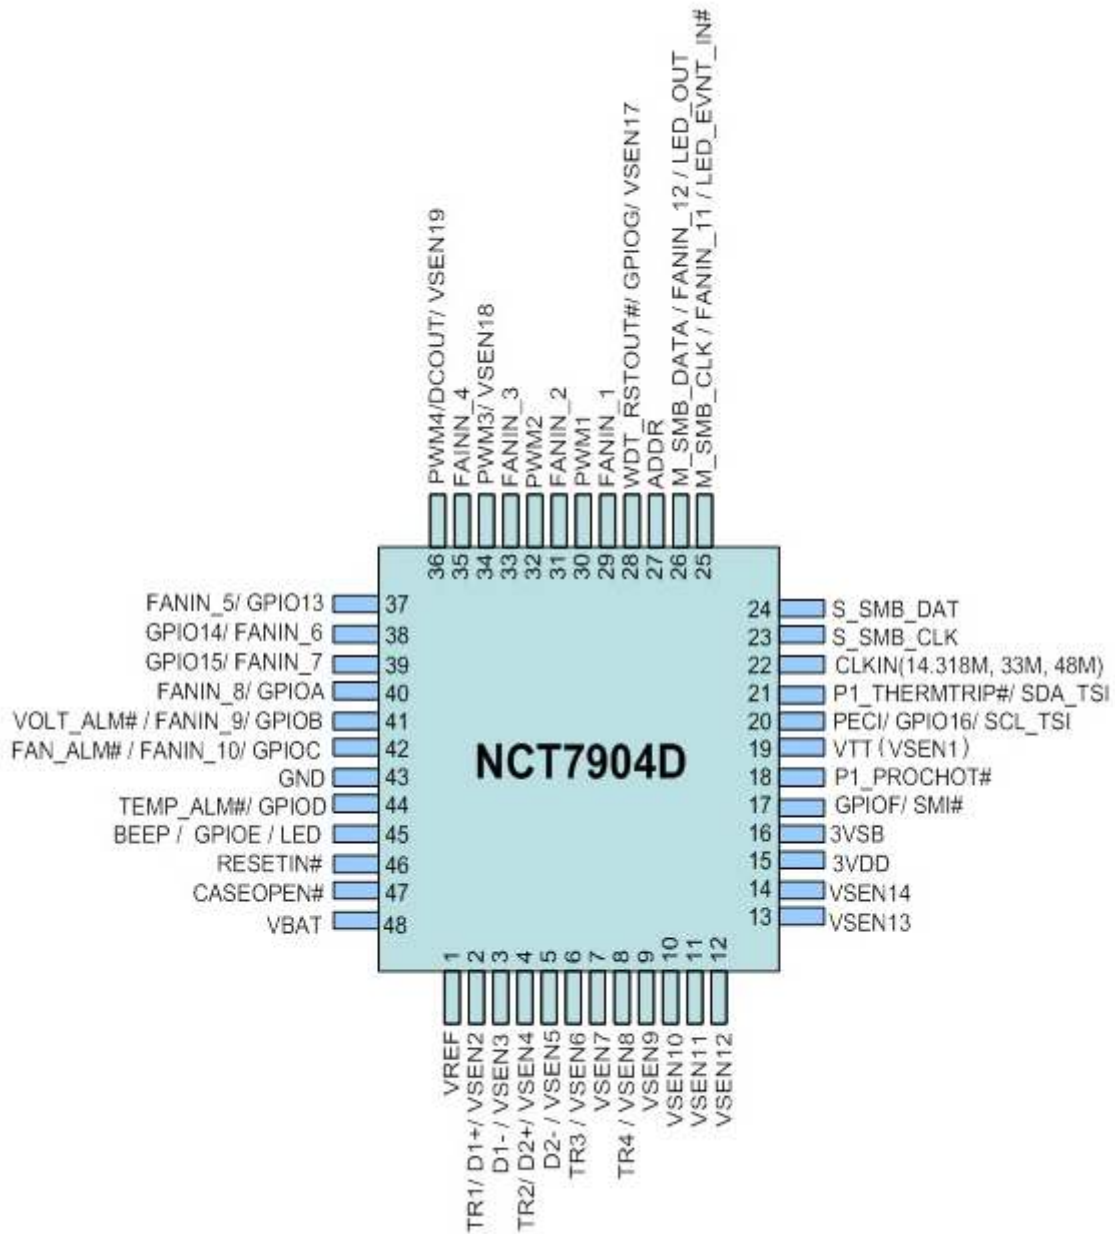 PWM4/DCOUT/ VSEN19
FAINN_4
PWM3/ VSEN18
FANIN_3
PWM2
FANIN_2
PWM1
FANIN_1
WDT_RSTOUT#/ GPIOG/ VSEN17
ADDR
M_SMB_DATA / FANIN_12 / LED_OUT
M_SMB_CLK / FANIN_11 / LED_EVNT_IN#
36
35
34
33
32
31
30
29
28
27
26
25
FANIN_5/ GPIO13
37
GPIO14/ FANIN_6
38
GPIO15/ FANIN_7
39
FANIN_8/ GPIOA
40
VOLT_ALM# / FANIN_9/ GPIOB
41
FAN_ALM# / FANIN_10/ GPIOC
42
GND
43
TEMP_ALM#/ GPIOD
44
BEEP / GPIOE / LED
45
RESETIN#
46
CASEOPEN#
47
VBAT
48
NCT7904D
24
S_SMB_DAT
23
S_SMB_CLK
22
CLKIN(14.318M, 33M, 48M)
21
P1_THERMTRIP#/ SDA_TSI
20
PECI/ GPIO16/ SCL_TSI
19
VTT (VSEN1)
18
P1_PROCHOT#
17
GPIOF/ SMI#
16
3VSB
15
3VDD
14
VSEN14
13
VSEN13
1
2
3
4
5
6
7
8
9
10
11
12
VREF
TR1/ D1+/ VSEN2
D1- / VSEN3
TR2/ D2+/ VSEN4
D2- / VSEN5
TR3 / VSEN6
VSEN7
TR4 / VSEN8
VSEN9
VSEN10
VSEN11
VSEN12